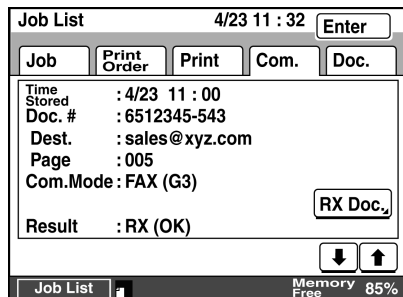 Job List 4/23 11 : 32 Enter
Job Print Order Print Com. Doc.
Time Stored : 4/23 11 : 00
Doc. # : 6512345-543
Dest. : sales@xyz.com
Page : 005
Com.Mode : FAX (G3)
RX Doc.
Result : RX (OK)
Job List Memory Free 85%